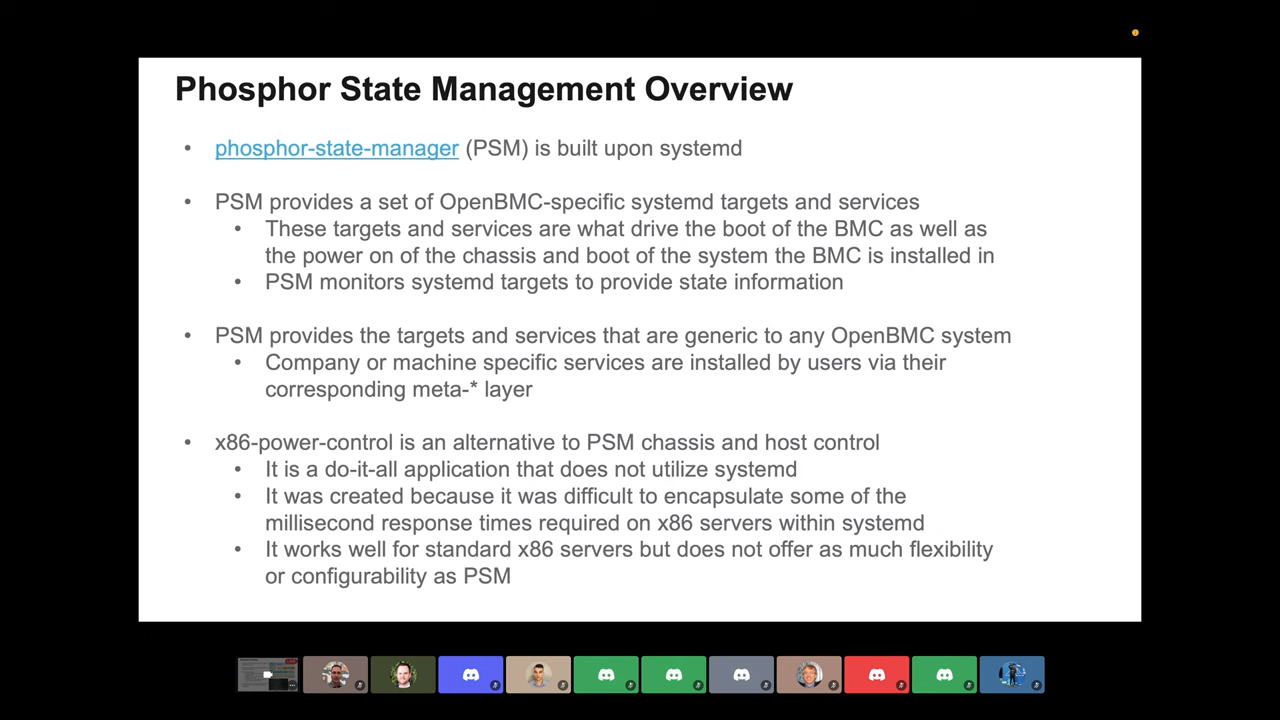 Phosphor State Management Overview
• phosphor-state-manager (PSM) is built upon systemd
• PSM provides a set of OpenBMC-specific systemd targets and services
• These targets and services are what drive the boot of the BMC as well as
the power on of the chassis and boot of the system the BMC is installed in
• PSM monitors systemd targets to provide state information
• PSM provides the targets and services that are generic to any OpenBMC system
• Company or machine specific services are installed by users via their
corresponding meta-* layer
• x86-power-control is an alternative to PSM chassis and host control
• It is a do-it-all application that does not utilize systemd
• It was created because it was difficult to encapsulate some of the
millisecond response times required on x86 servers within systemd
• It works well for standard x86 servers but does not offer as much flexibility
or configurability as PSM